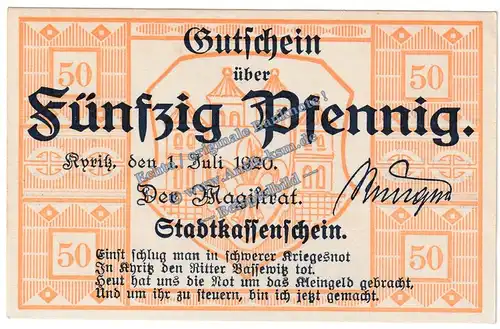 50 50
Gutschein
über
Fünfzig Pfennig.
Kyritz, den 1. Juli 1920.
Der Magistrat.
Stadtkassenschein.
50 50
Einst schlug man in schwerer Kriegesnot
In Kyritz den Ritter Bassewitz tot.
Heut hat uns die Not um das Kleingeld gebracht,
Und um ihr zu steuern, bin ich jetzt gemacht.